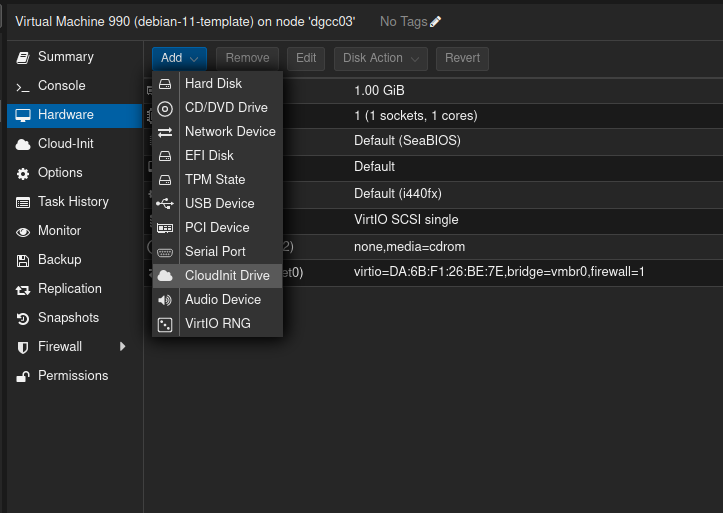 Virtual Machine 990 (debian-11-template) on node 'dgcc03' No Tags
Summary
Console
Hardware
Cloud-Init
Options
Task History
Monitor
Backup
Replication
Snapshots
Firewall
Permissions
Add Remove Edit Disk Action Revert
Hard Disk
CD/DVD Drive
Network Device
EFI Disk
TPM State
USB Device
PCI Device
Serial Port
CloudInit Drive
Audio Device
VirtIO RNG
1.00 GiB
1 (1 sockets, 1 cores)
Default (SeaBIOS)
Default
Default (i440fx)
VirtIO SCSI single
2) none,media=cdrom
et0) virtio=DA:6B:F1:26:BE:7E,bridge=vmbr0,firewall=1